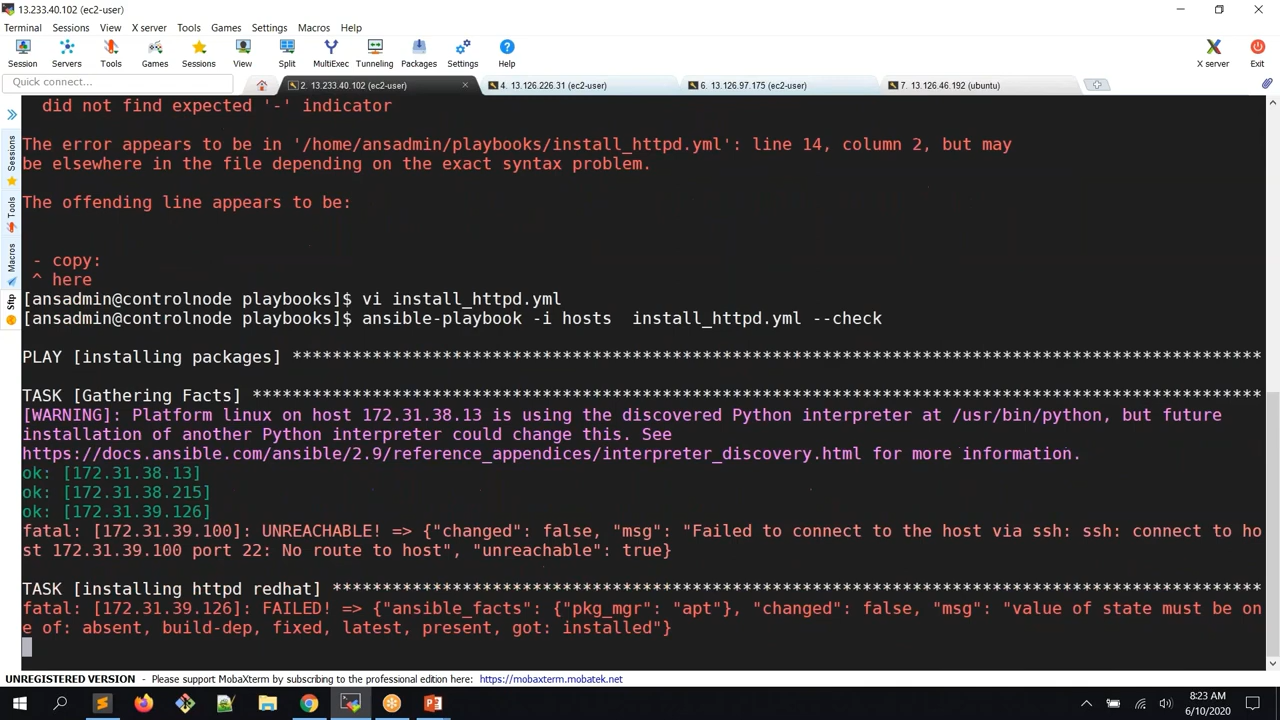 13.233.40.102 (ec2-user)
Terminal Sessions View X server Tools Games Settings Macros Help
Session Servers Tools Games Sessions View Split MultiExec Tunneling Packages Settings Help X server Exit
Quick connect...
2. 13.233.40.102 (ec2-user)
4. 13.126.226.31 (ec2-user)
6. 13.126.97.175 (ec2-user)
7. 13.126.46.192 (ubuntu)
Sessions
Tools
Macros
Sftp
did not find expected '-' indicator
The error appears to be in '/home/ansadmin/playbooks/install_httpd.yml': line 14, column 2, but may
be elsewhere in the file depending on the exact syntax problem.
The offending line appears to be:
- copy:
^ here
[ansadmin@controlnode playbooks]$ vi install_httpd.yml
[ansadmin@controlnode playbooks]$ ansible-playbook -i hosts  install_httpd.yml --check
PLAY [installing packages] *************************************************************************************************
TASK [Gathering Facts] *****************************************************************************************************
[WARNING]: Platform linux on host 172.31.38.13 is using the discovered Python interpreter at /usr/bin/python, but future
installation of another Python interpreter could change this. See
https://docs.ansible.com/ansible/2.9/reference_appendices/interpreter_discovery.html for more information.
ok: [172.31.38.13]
ok: [172.31.38.215]
ok: [172.31.39.126]
fatal: [172.31.39.100]: UNREACHABLE! => {"changed": false, "msg": "Failed to connect to the host via ssh: ssh: connect to ho
st 172.31.39.100 port 22: No route to host", "unreachable": true}
TASK [installing httpd redhat] *********************************************************************************************
fatal: [172.31.39.126]: FAILED! => {"ansible_facts": {"pkg_mgr": "apt"}, "changed": false, "msg": "value of state must be on
e of: absent, build-dep, fixed, latest, present, got: installed"}
UNREGISTERED VERSION - Please support MobaXterm by subscribing to the professional edition here: https://mobaxterm.mobatek.net
8:23 AM
6/10/2020